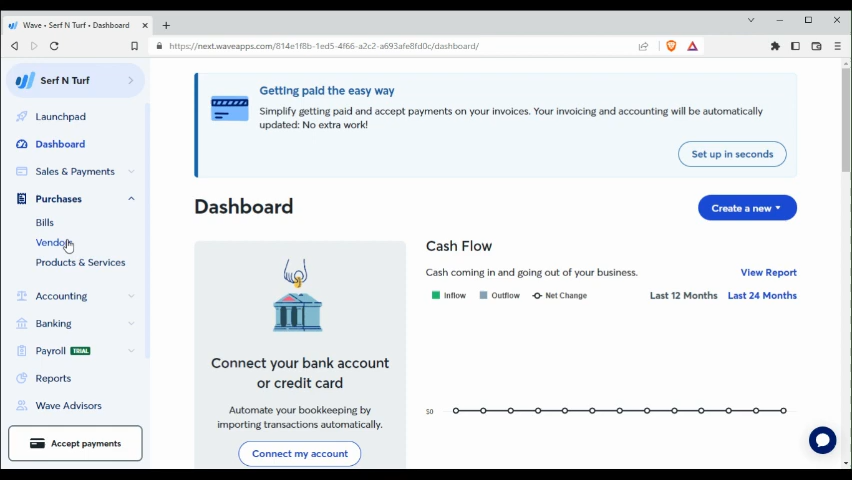 Wave • Serf N Turf • Dashboard
https://next.waveapps.com/814e1f8b-1ed5-4f66-a2c2-a693afe8fd0c/dashboard/
Serf N Turf
Launchpad
Dashboard
Sales & Payments
Purchases
Bills
Products & Services
Accounting
Banking
Payroll TRIAL
Reports
Wave Advisors
Accept payments
Getting paid the easy way
Simplify getting paid and accept payments on your invoices. Your invoicing and accounting will be automatically
updated: No extra work!
Set up in seconds
Dashboard
Create a new
Connect your bank account
or credit card
Automate your bookkeeping by
importing transactions automatically.
Connect my account
Cash Flow
Cash coming in and going out of your business.
View Report
Inflow Outflow Net Change
Last 12 Months Last 24 Months
$0